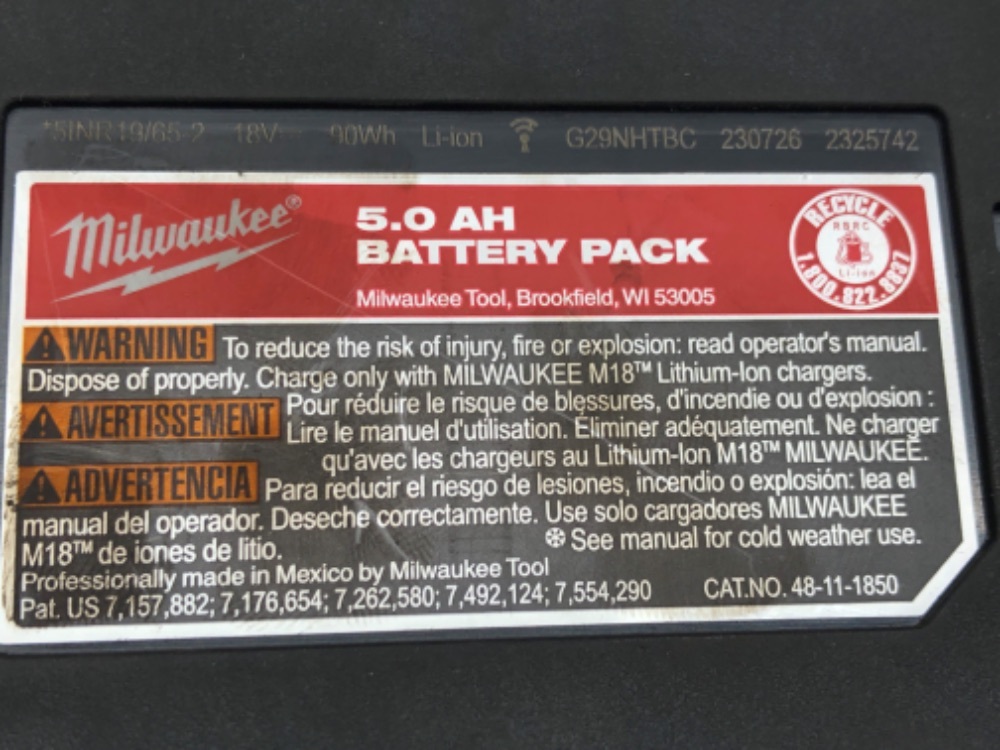 *5INR19/65-2 18V 90Wh Li-ion G29NHTBC 230726 2325742
Milwaukee®
5.0 AH
BATTERY PACK
Milwaukee Tool, Brookfield, WI 53005
RECYCLE
RBRC
Li-ion
1.800.822.8837
WARNING To reduce the risk of injury, fire or explosion: read operator's manual.
Dispose of properly. Charge only with MILWAUKEE M18™ Lithium-Ion chargers.
AVERTISSEMENT Pour réduire le risque de blessures, d'incendie ou d'explosion :
Lire le manuel d'utilisation. Éliminer adéquatement. Ne charger
qu'avec les chargeurs au Lithium-Ion M18™ MILWAUKEE.
ADVERTENCIA Para reducir el riesgo de lesiones, incendio o explosión: lea el
manual del operador. Deseche correctamente. Use solo cargadores MILWAUKEE
M18™ de iones de litio.
❄ See manual for cold weather use.
Professionally made in Mexico by Milwaukee Tool
Pat. US 7,157,882; 7,176,654; 7,262,580; 7,492,124; 7,554,290 CAT.NO. 48-11-1850